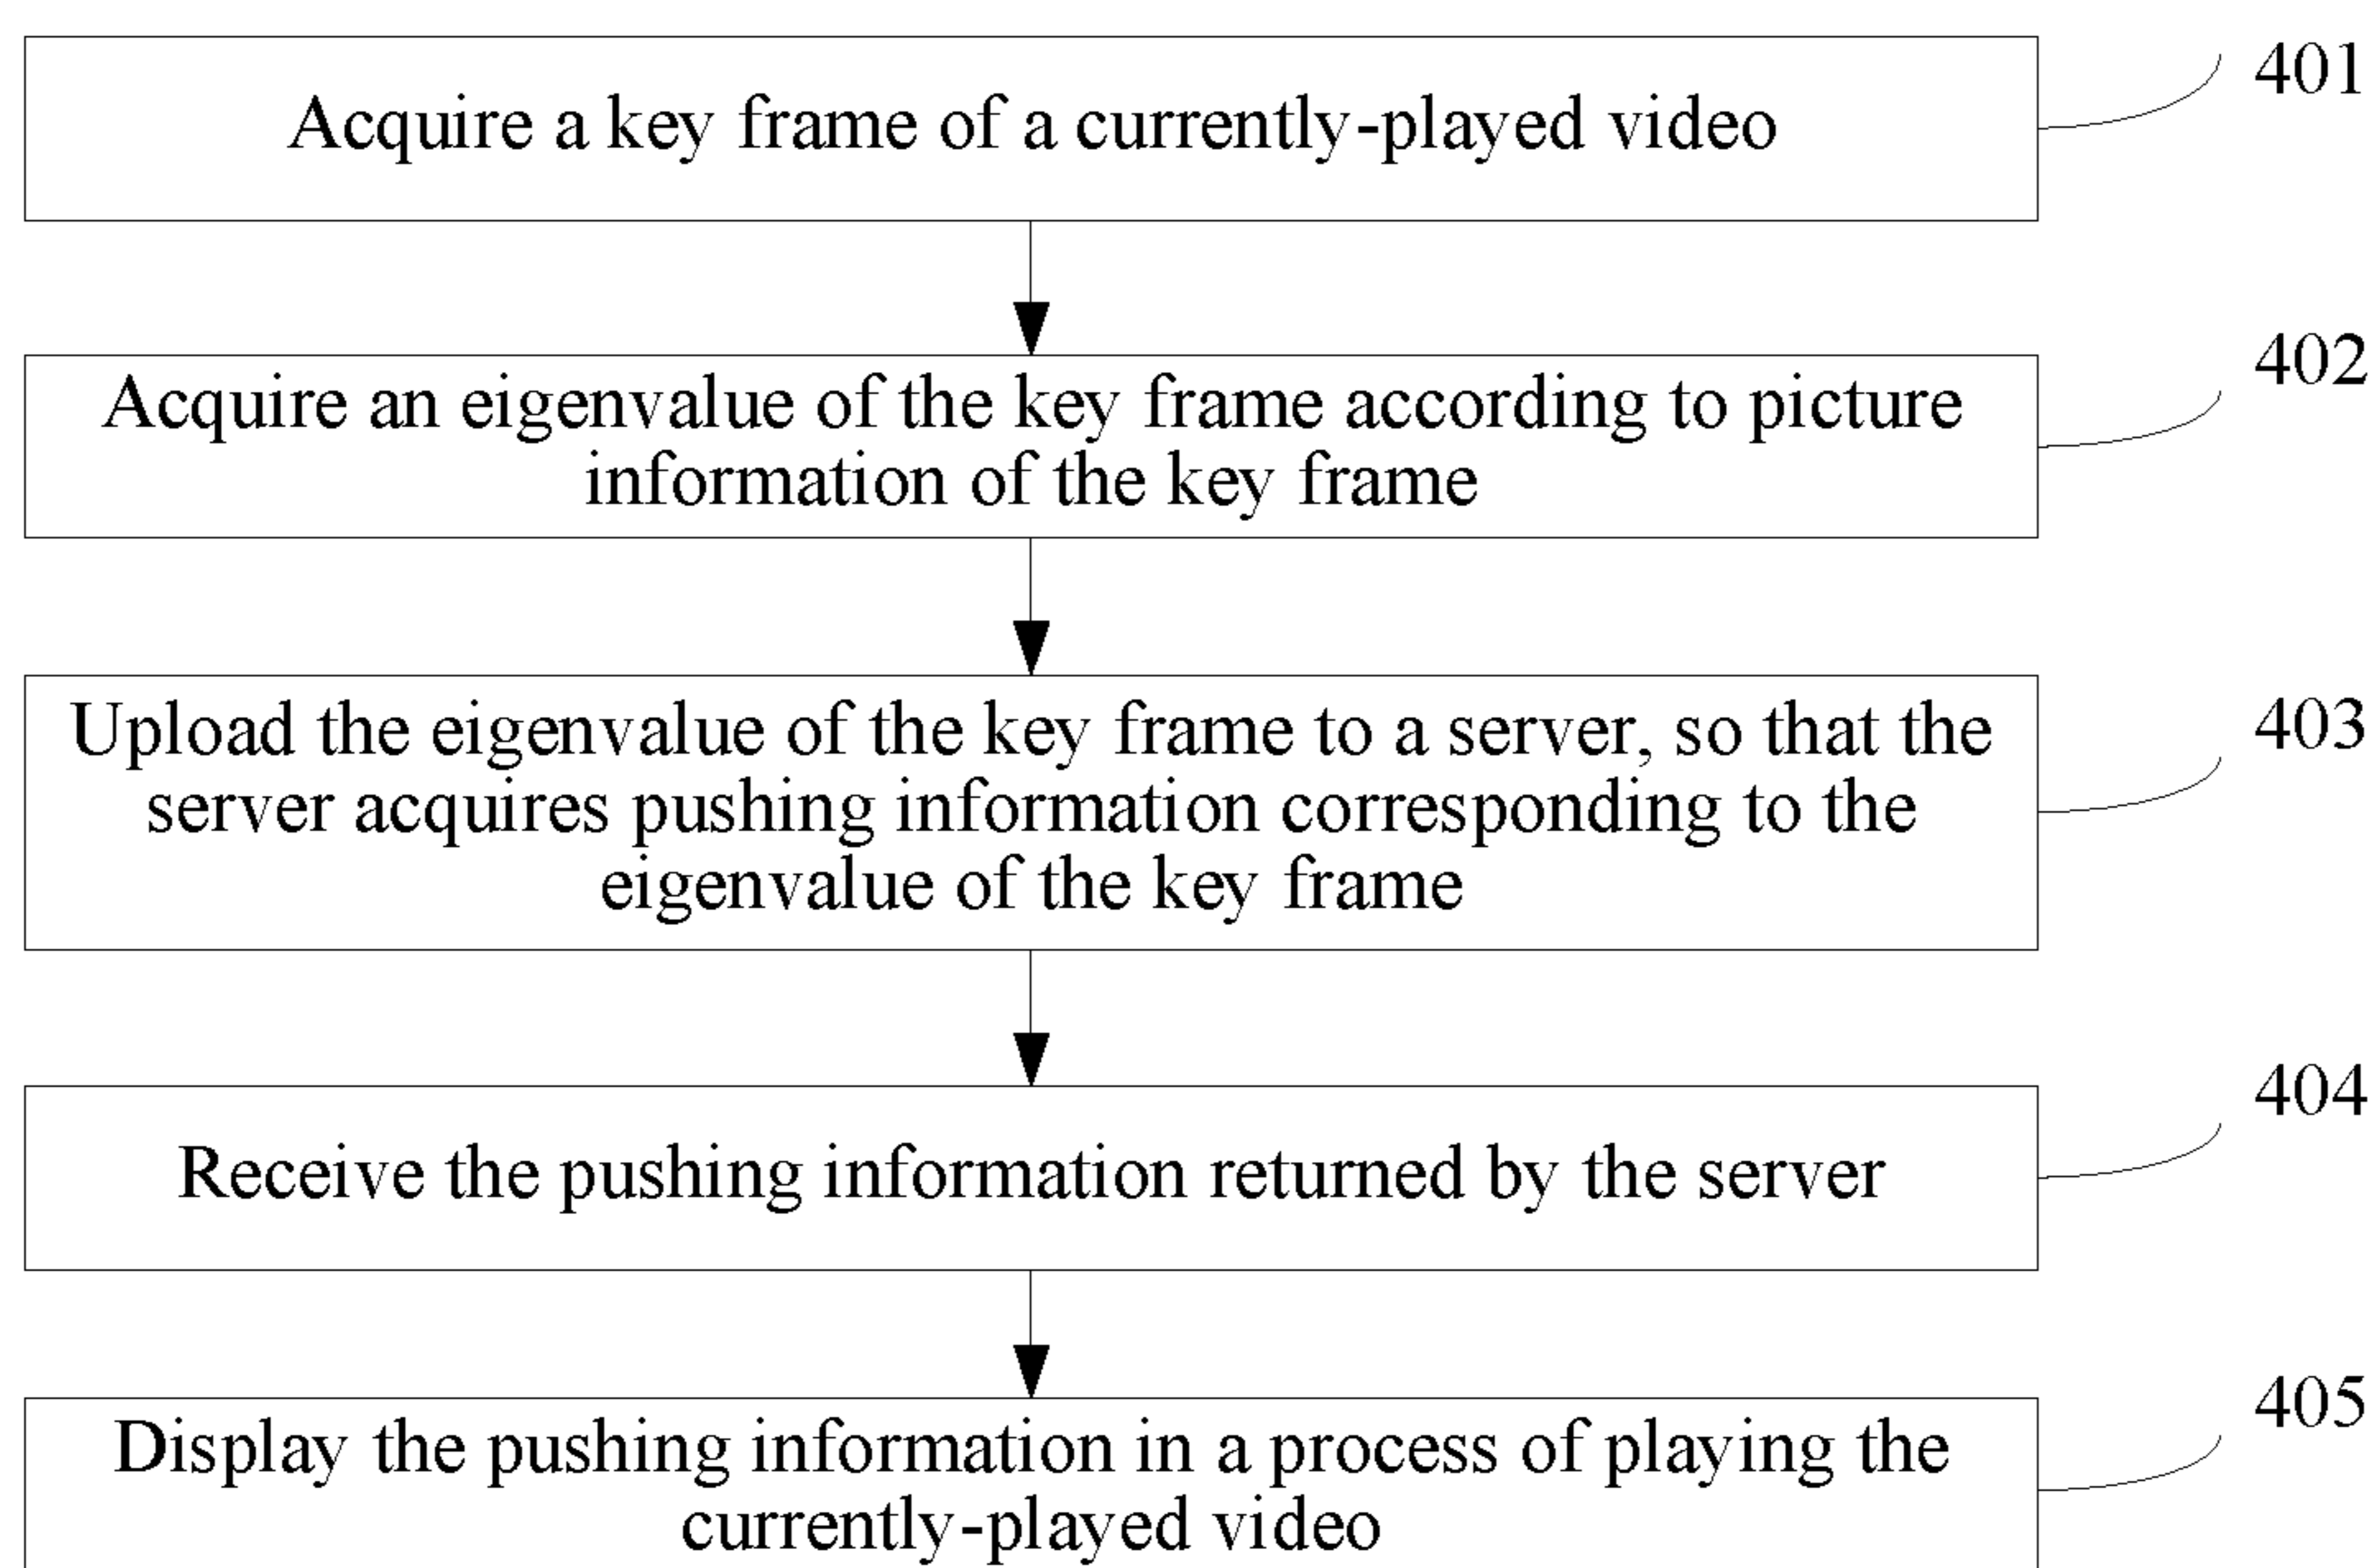 Acquire a key frame of a currently-played video
401
Acquire an eigenvalue of the key frame according to picture
information of the key frame
402
Upload the eigenvalue of the key frame to a server, so that the
server acquires pushing information corresponding to the
eigenvalue of the key frame
403
Receive the pushing information returned by the server
404
Display the pushing information in a process of playing the
currently-played video
405